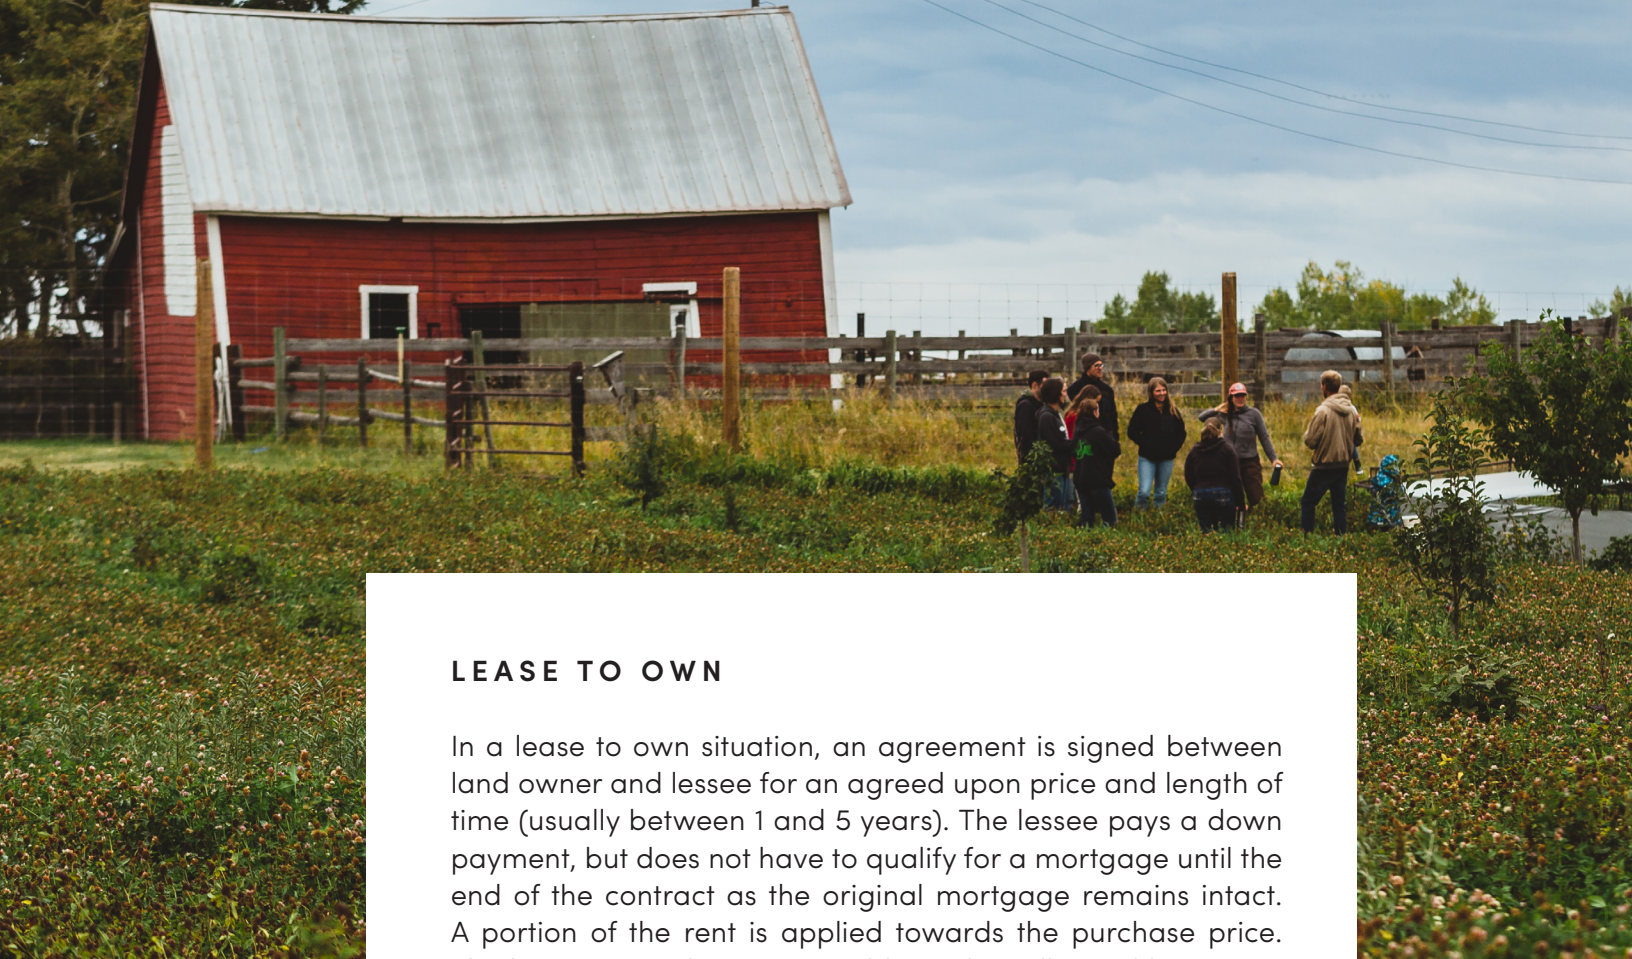 LEASE TO OWN
In a lease to own situation, an agreement is signed between
land owner and lessee for an agreed upon price and length of
time (usually between 1 and 5 years). The lessee pays a down
payment, but does not have to qualify for a mortgage until the
end of the contract as the original mortgage remains intact.
A portion of the rent is applied towards the purchase price.